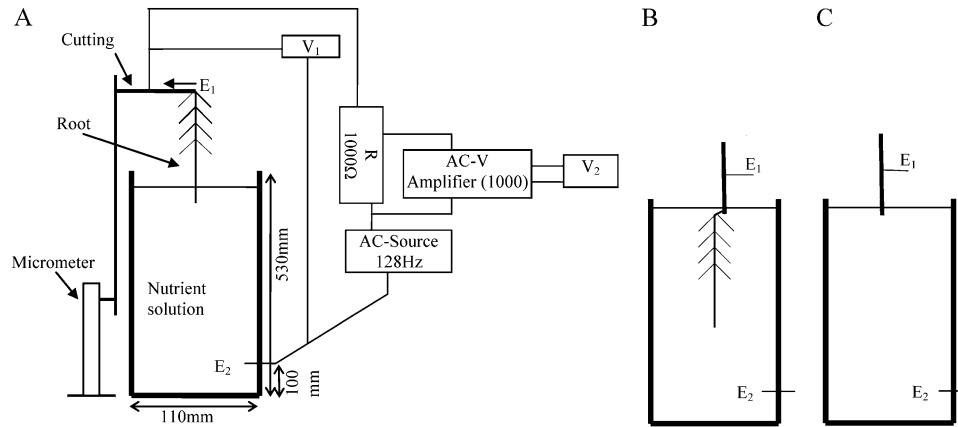 A
B
C
Cutting
V1
E1
Root
R
1000Ω
AC-V
Amplifier (1000)
V2
E1
E1
AC-Source
128Hz
Micrometer
Nutrient
solution
530mm
E2
100
mm
110mm
E2
E2